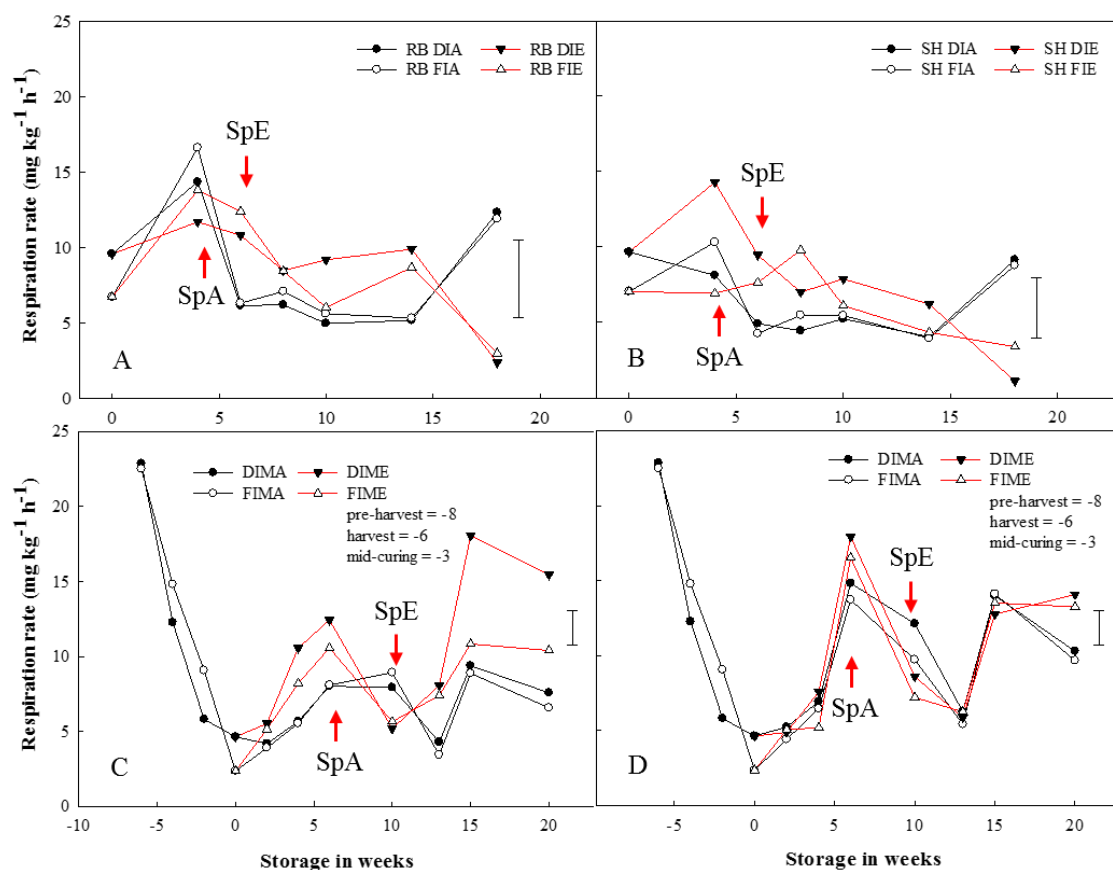 Respiration rate (mg kg-1 h-1)
25
20
15
10
5
0
RB DIA RB DIE
RB FIA RB FIE
SpE
SpA
A
0 5 10 15 20
SH DIA SH DIE
SH FIA SH FIE
SpE
SpA
B
0 5 10 15 20
Respiration rate (mg kg-1 h-1)
25
20
15
10
5
0
DIMA DIME
FIMA FIME
pre-harvest = -8
harvest = -6
mid-curing = -3
SpE
SpA
C
-10 -5 0 5 10 15 20
Storage in weeks
DIMA DIME
FIMA FIME
pre-harvest = -8
harvest = -6
mid-curing = -3
SpE
SpA
D
-5 0 5 10 15 20
Storage in weeks